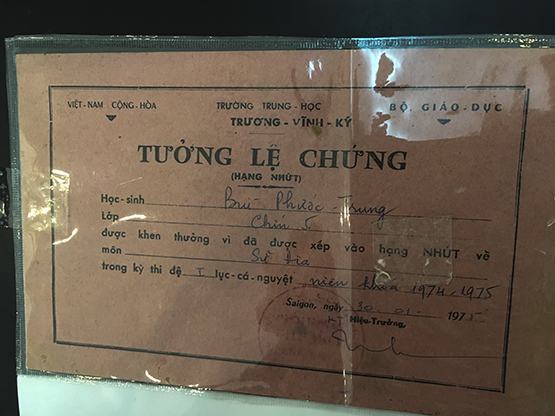 VIỆT-NAM CỘNG-HÒA TRƯỜNG TRUNG-HỌC BỘ GIÁO-DỤC
TRƯƠNG-VĨNH-KÝ
TƯỞNG LỆ CHỨNG
(HẠNG NHỨT)
Học-sinh Bùi Phước-Trung
Lớp Chín 5
được khen thưởng vì đã được xếp vào hạng NHỨT về
môn Sử Địa
trong kỳ thi đệ I lục-cá-nguyệt niên khóa 1974-1975
Saigon, ngày 30-01-1975
KT Hiệu-Trưởng,